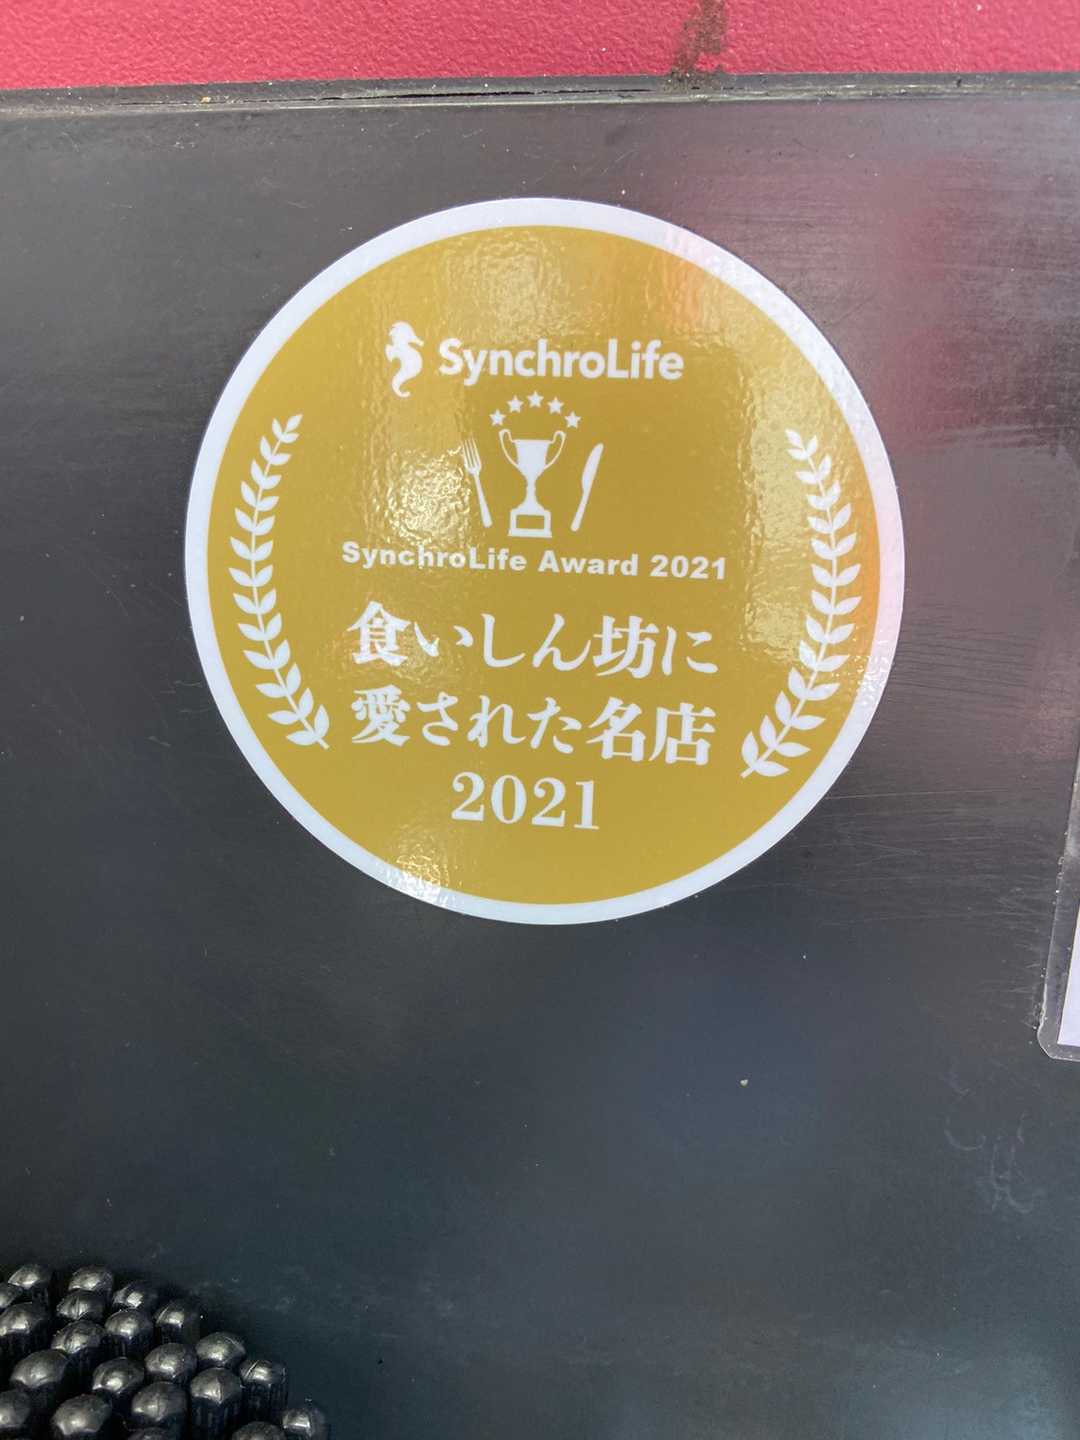 SynchroLife
SynchroLife Award 2021
食いしん坊に
愛された名店
2021